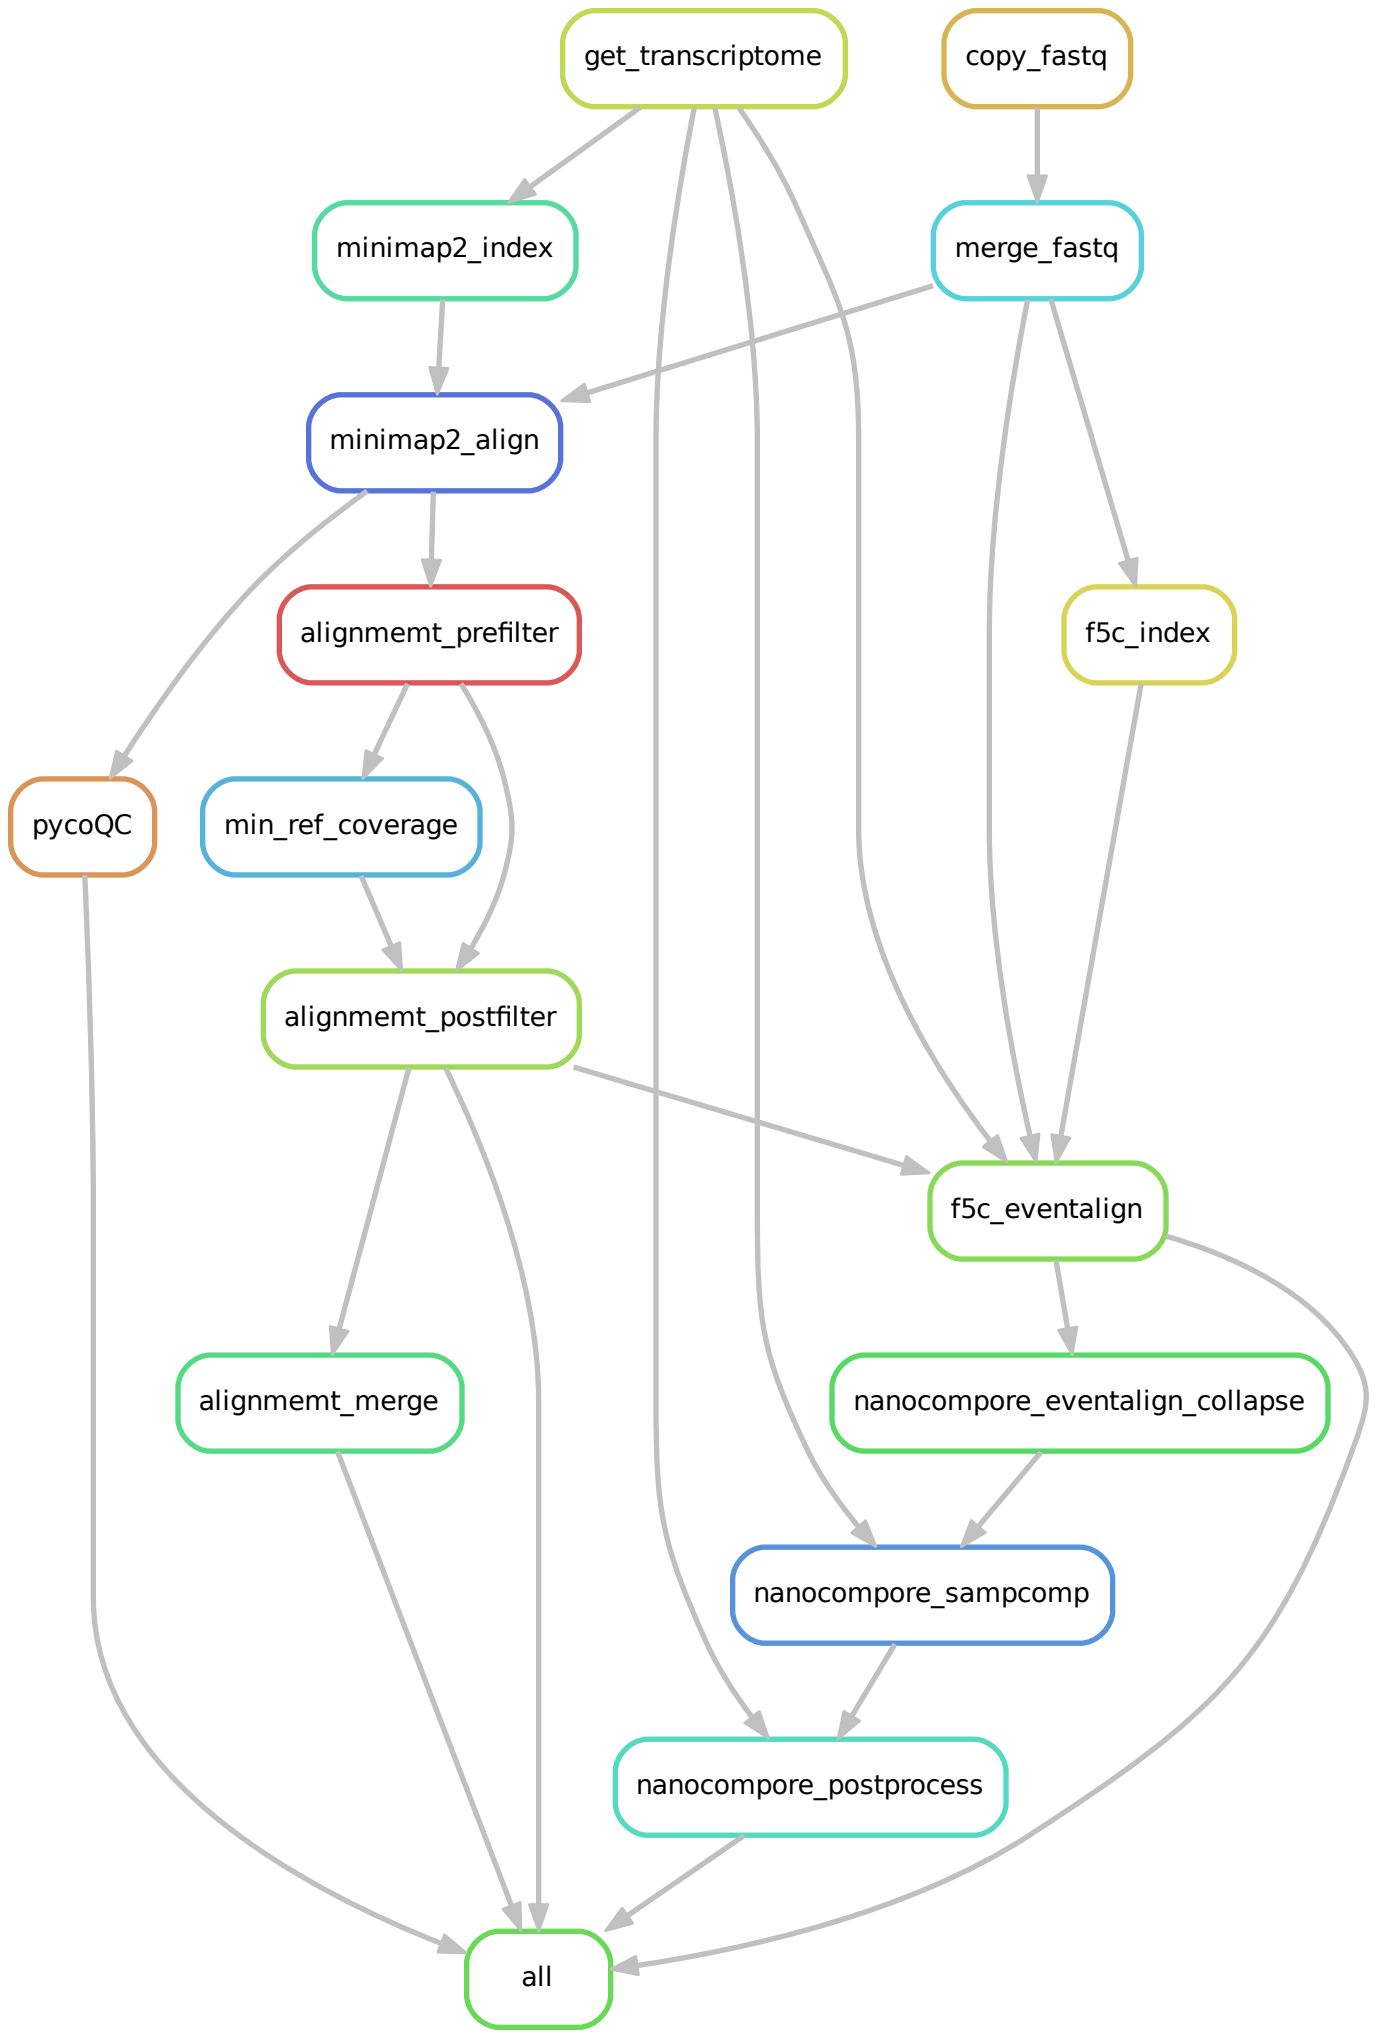 get_transcriptome
copy_fastq
minimap2_index
merge_fastq
minimap2_align
alignmemt_prefilter
f5c_index
pycoQC
min_ref_coverage
alignmemt_postfilter
f5c_eventalign
alignmemt_merge
nanocompore_eventalign_collapse
nanocompore_sampcomp
nanocompore_postprocess
all